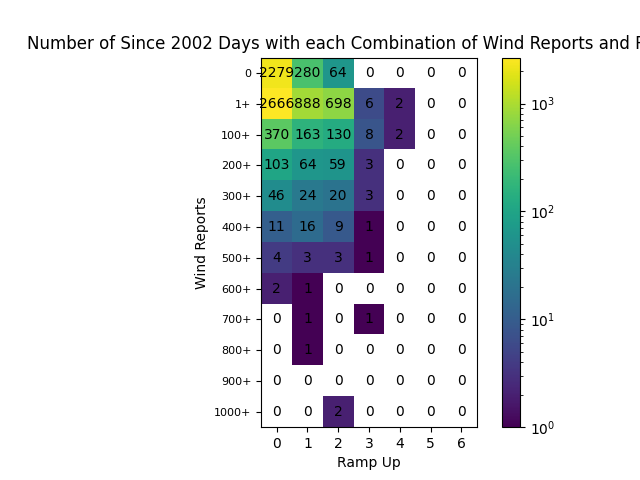 Number of Since 2002 Days with each Combination of Wind Reports and
Wind Reports
0 2279 280 64 0 0 0 0
1+ 2666 888 698 6 2 0 0
100+ 370 163 130 8 2 0 0
200+ 103 64 59 3 0 0 0
300+ 46 24 20 3 0 0 0
400+ 11 16 9 1 0 0 0
500+ 4 3 3 1 0 0 0
600+ 2 1 0 0 0 0 0
700+ 0 1 0 1 0 0 0
800+ 0 1 0 0 0 0 0
900+ 0 0 0 0 0 0 0
1000+ 0 0 2 0 0 0 0
0 1 2 3 4 5 6
Ramp Up
10³
10²
10¹
10⁰